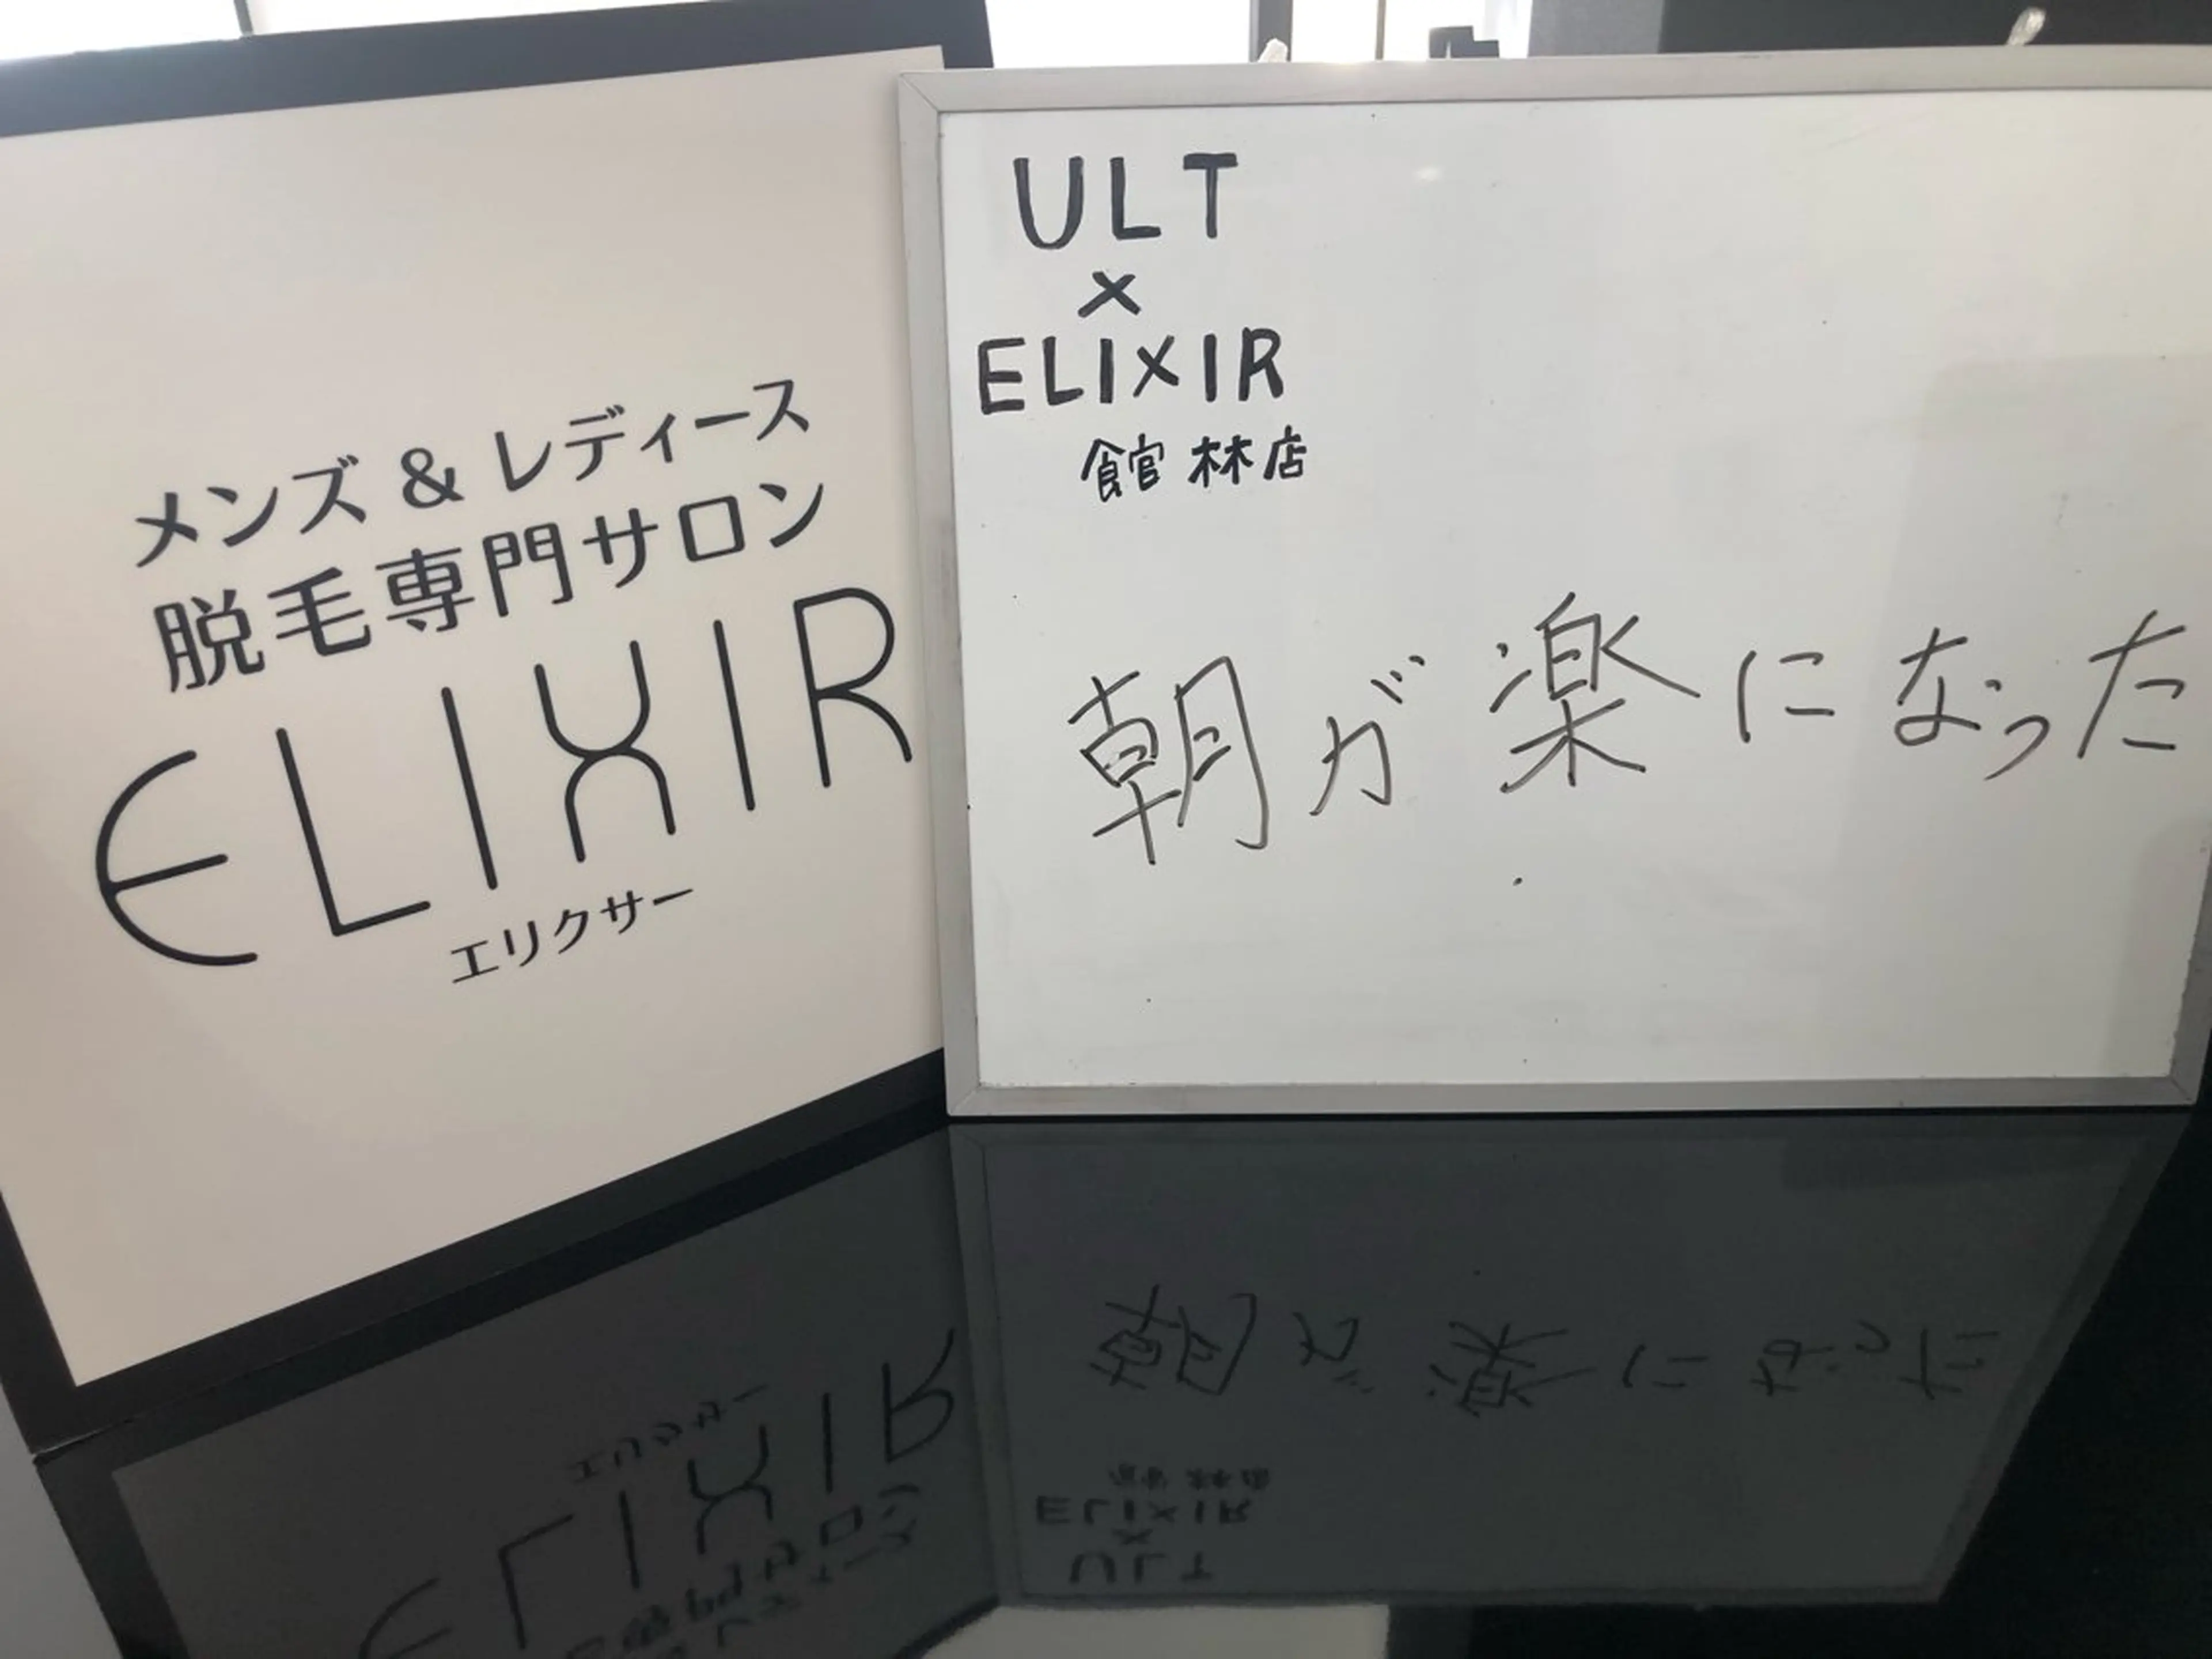 メンズ & レディース
脱毛専門サロン
ELIXIR
エリクサー
ULT
×
ELIXIR
館林店
朝が楽になった